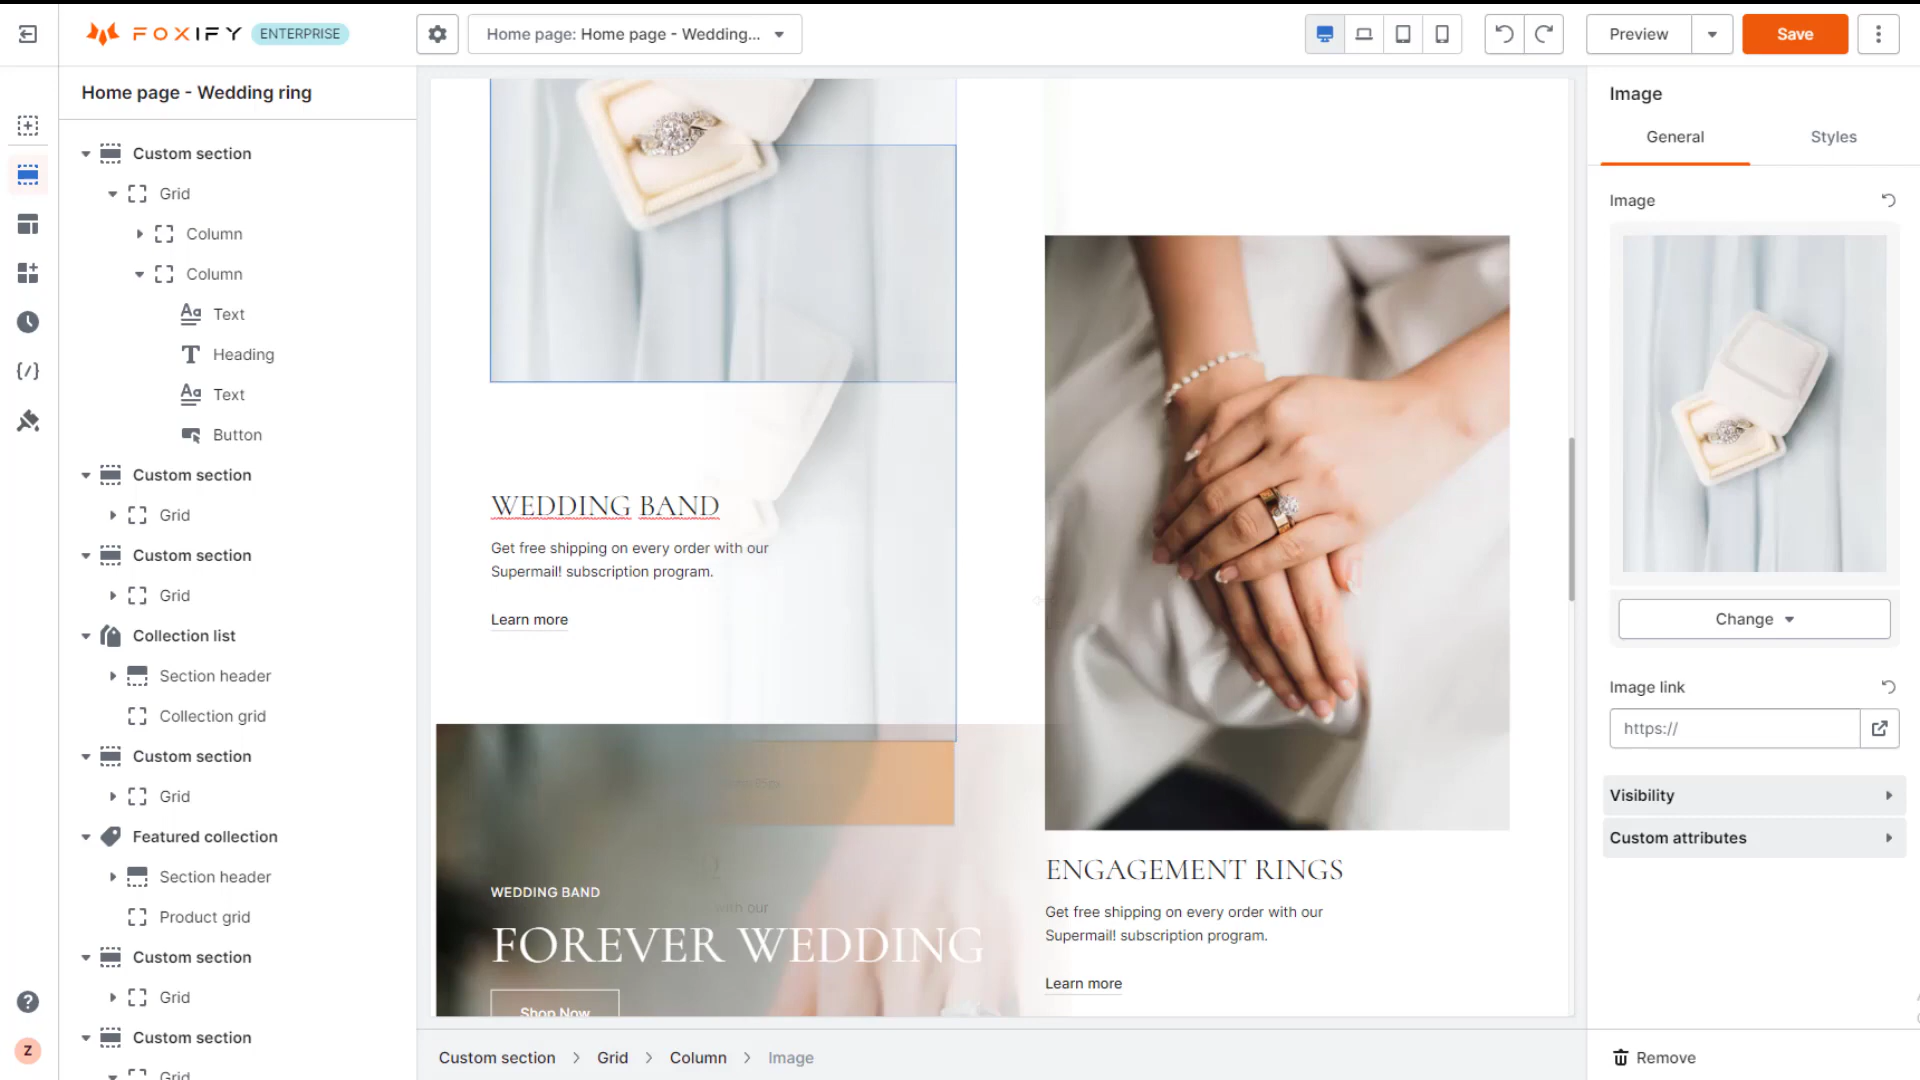 FOXIFY ENTERPRISE
Home page: Home page - Wedding...
Preview
Save
Home page - Wedding ring
Custom section
Grid
Column
Column
Text
Heading
Text
Button
Custom section
Grid
Custom section
Grid
Collection list
Section header
Collection grid
Custom section
Grid
Featured collection
Section header
Product grid
Custom section
Grid
Custom section
Grid
Z
WEDDING BAND
Get free shipping on every order with our
Supermail! subscription program.
Learn more
with our
WEDDING BAND
FOREVER WEDDING
Shop Now
ENGAGEMENT RINGS
Get free shipping on every order with our
Supermail! subscription program.
Learn more
Custom section > Grid > Column > Image
Image
General Styles
Image
Change
Image link
https://
Visibility
Custom attributes
Remove